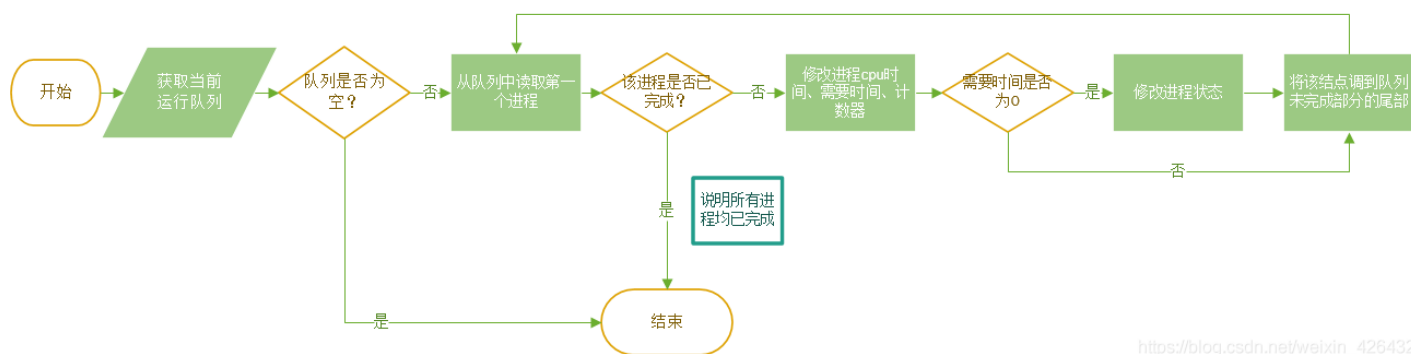 开始
获取当前
运行队列
队列是否为
空？
否
从队列中读取第一
个进程
该进程是否已
完成？
否
修改进程cpu时
间、需要时间、计
数器
需要时间是否
为0
是
修改进程状态
将该结点调到队列
未完成部分的尾部
否
是
说明所有进
程均已完成
是
结束
https://blog.csdn.net/weixin_426432